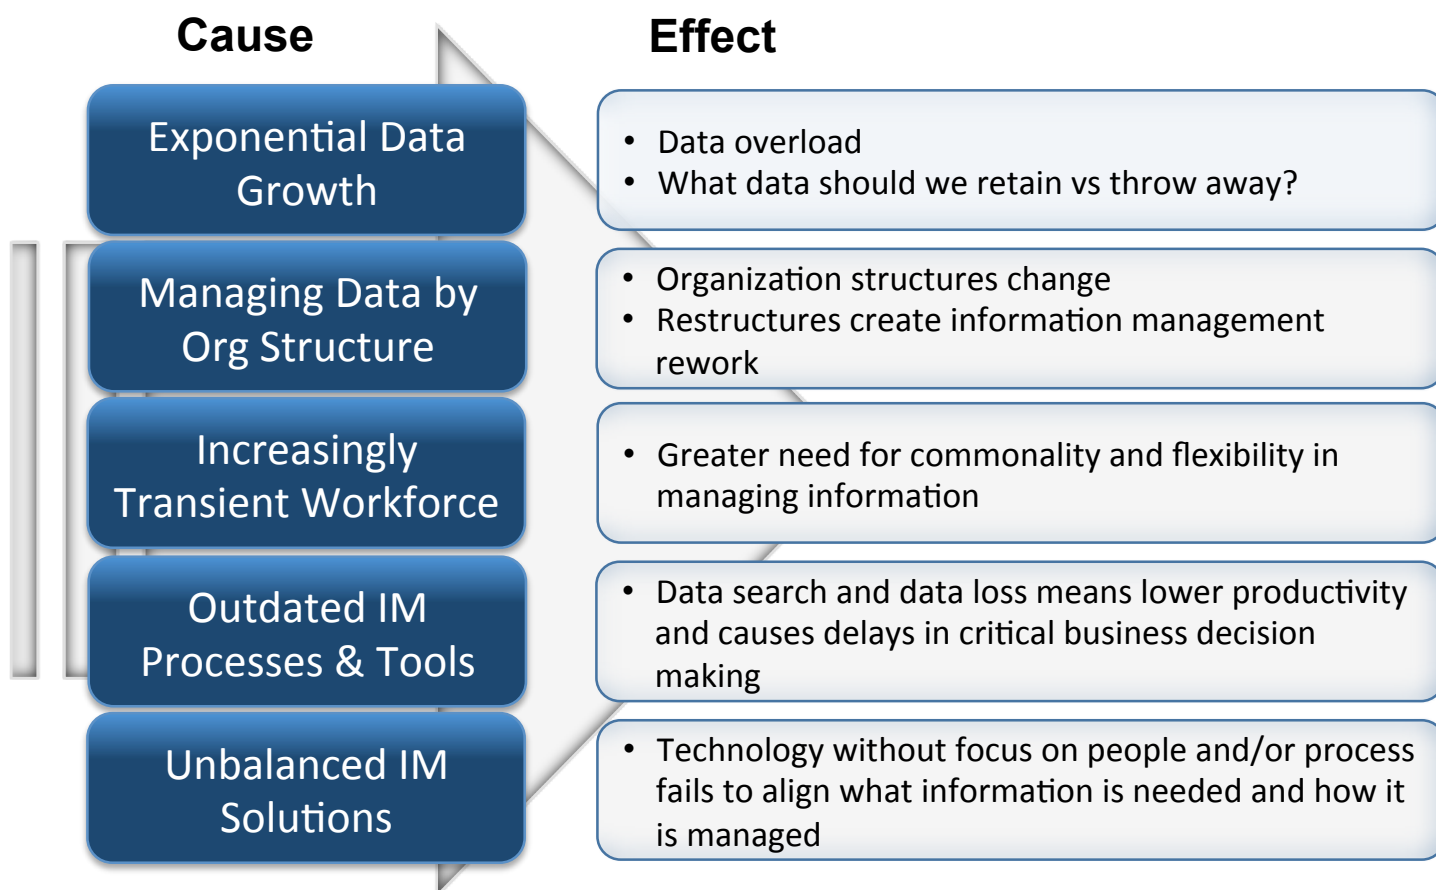 Cause
Effect
Exponential Data
Growth
• Data overload
• What data should we retain vs throw away?
Managing Data by
Org Structure
• Organization structures change
• Restructures create information management
rework
Increasingly
Transient Workforce
• Greater need for commonality and flexibility in
managing information
Outdated IM
Processes & Tools
• Data search and data loss means lower productivity
and causes delays in critical business decision
making
Unbalanced IM
Solutions
• Technology without focus on people and/or process
fails to align what information is needed and how it
is managed